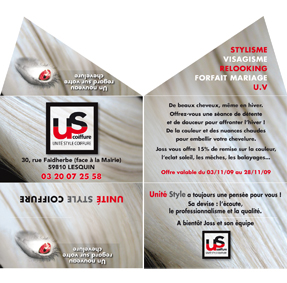 Un nouveau
regard sur votre
chevelure
us
coiffure
UNITÉ STYLE COIFFURE
30, rue Faidherbe (face à la Mairie)
59810 LESQUIN
03 20 07 25 58
UNITÉ STYLE COIFFURE
Un nouveau
regard sur votre
chevelure
STYLISME
VISAGISME
RELOOKING
FORFAIT MARIAGE
U.V
De beaux cheveux, même en hiver.
Offrez-vous une séance de détente
et de douceur pour affronter l'hiver !
De la couleur et des nuances chaudes
pour embellir votre chevelure.
Joss vous offre 15% de remise sur la couleur,
l'eclat soleil, les mèches, les balayages...
Offre valable du 03/11/09 au 28/11/09
Unité Style a toujours une pensée pour vous !
Sa devise : l'écoute,
le professionnalisme et la qualité.
A bientôt Joss et son équipe
us
coiffure